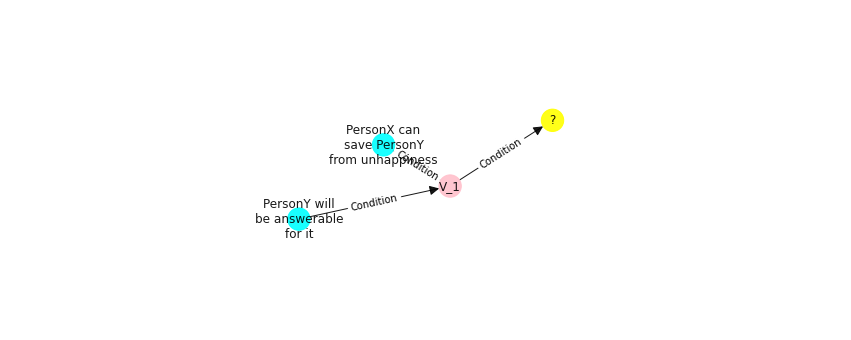 ?
PersonX can
save PersonY
from unhappiness
Condition
Condition
V_1
Condition
PersonY will
be answerable
for it